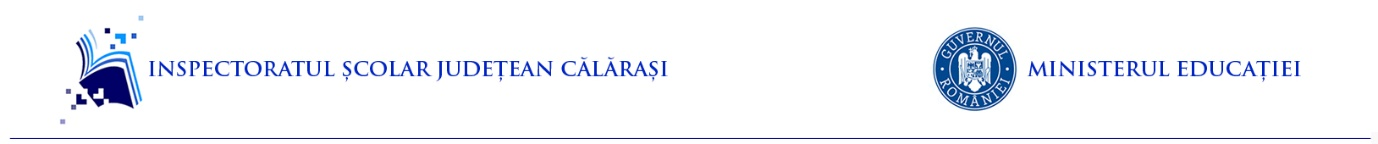 INSPECTORATUL ȘCOLAR JUDEȚEAN CĂLĂRAȘI
GUVERNUL ROMÂNIEI
MINISTERUL EDUCAȚIEI